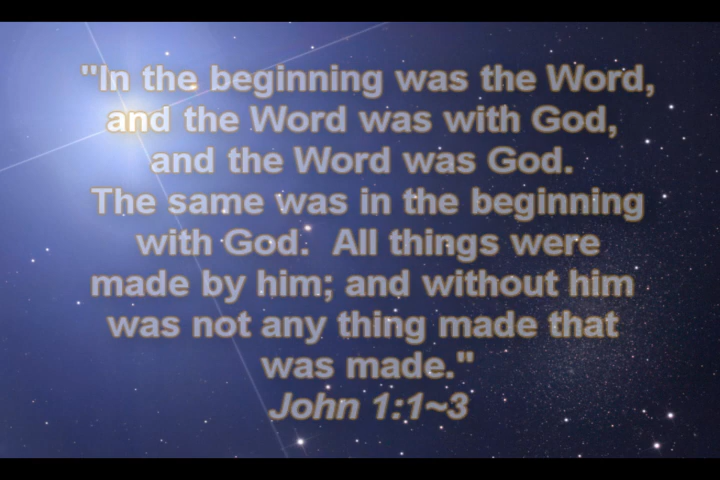 "In the beginning was the Word,
and the Word was with God,
and the Word was God.
The same was in the beginning
with God.  All things were
made by him; and without him
was not any thing made that
was made."
John 1:1~3